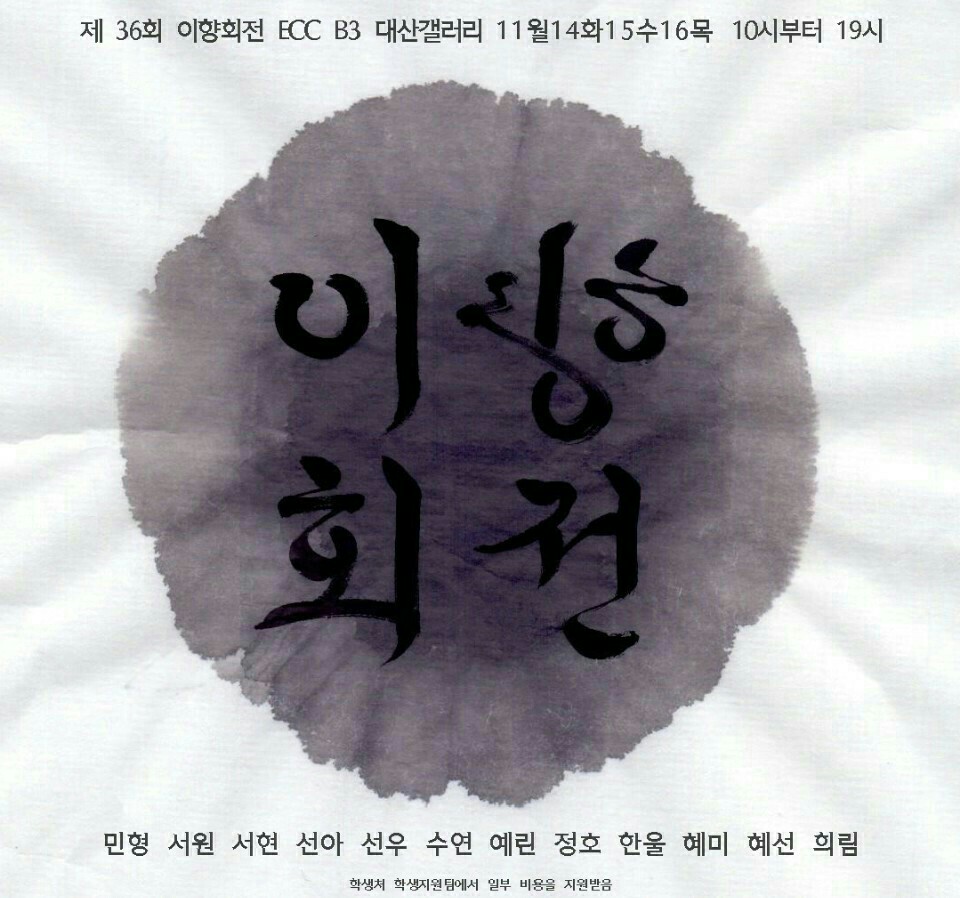 제 36회 이향회전 ECC B3 대산갤러리 11월14화15수16목 10시부터 19시
이향
회전
민형 서원 서현 선아 선우 수연 예린 정호 한울 혜미 혜선 희림
학생처 학생지원팀에서 일부 비용을 지원받음